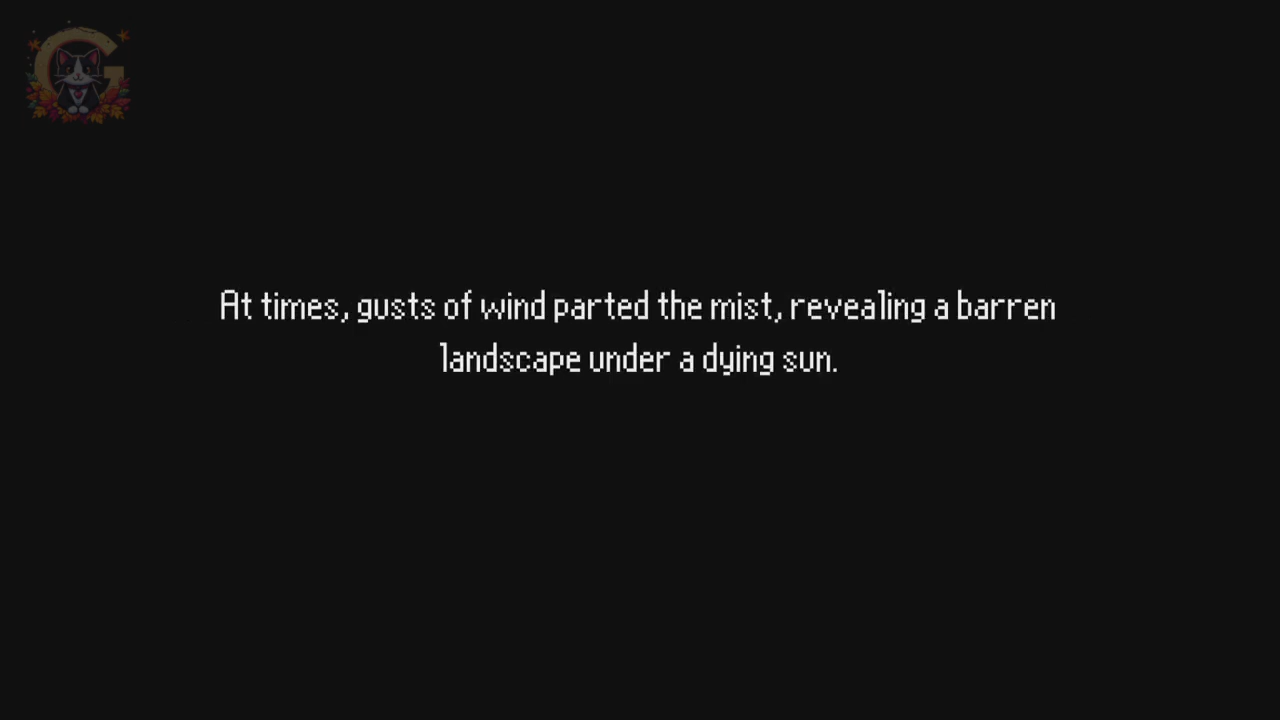 At times, gusts of wind parted the mist, revealing a barren
landscape under a dying sun.